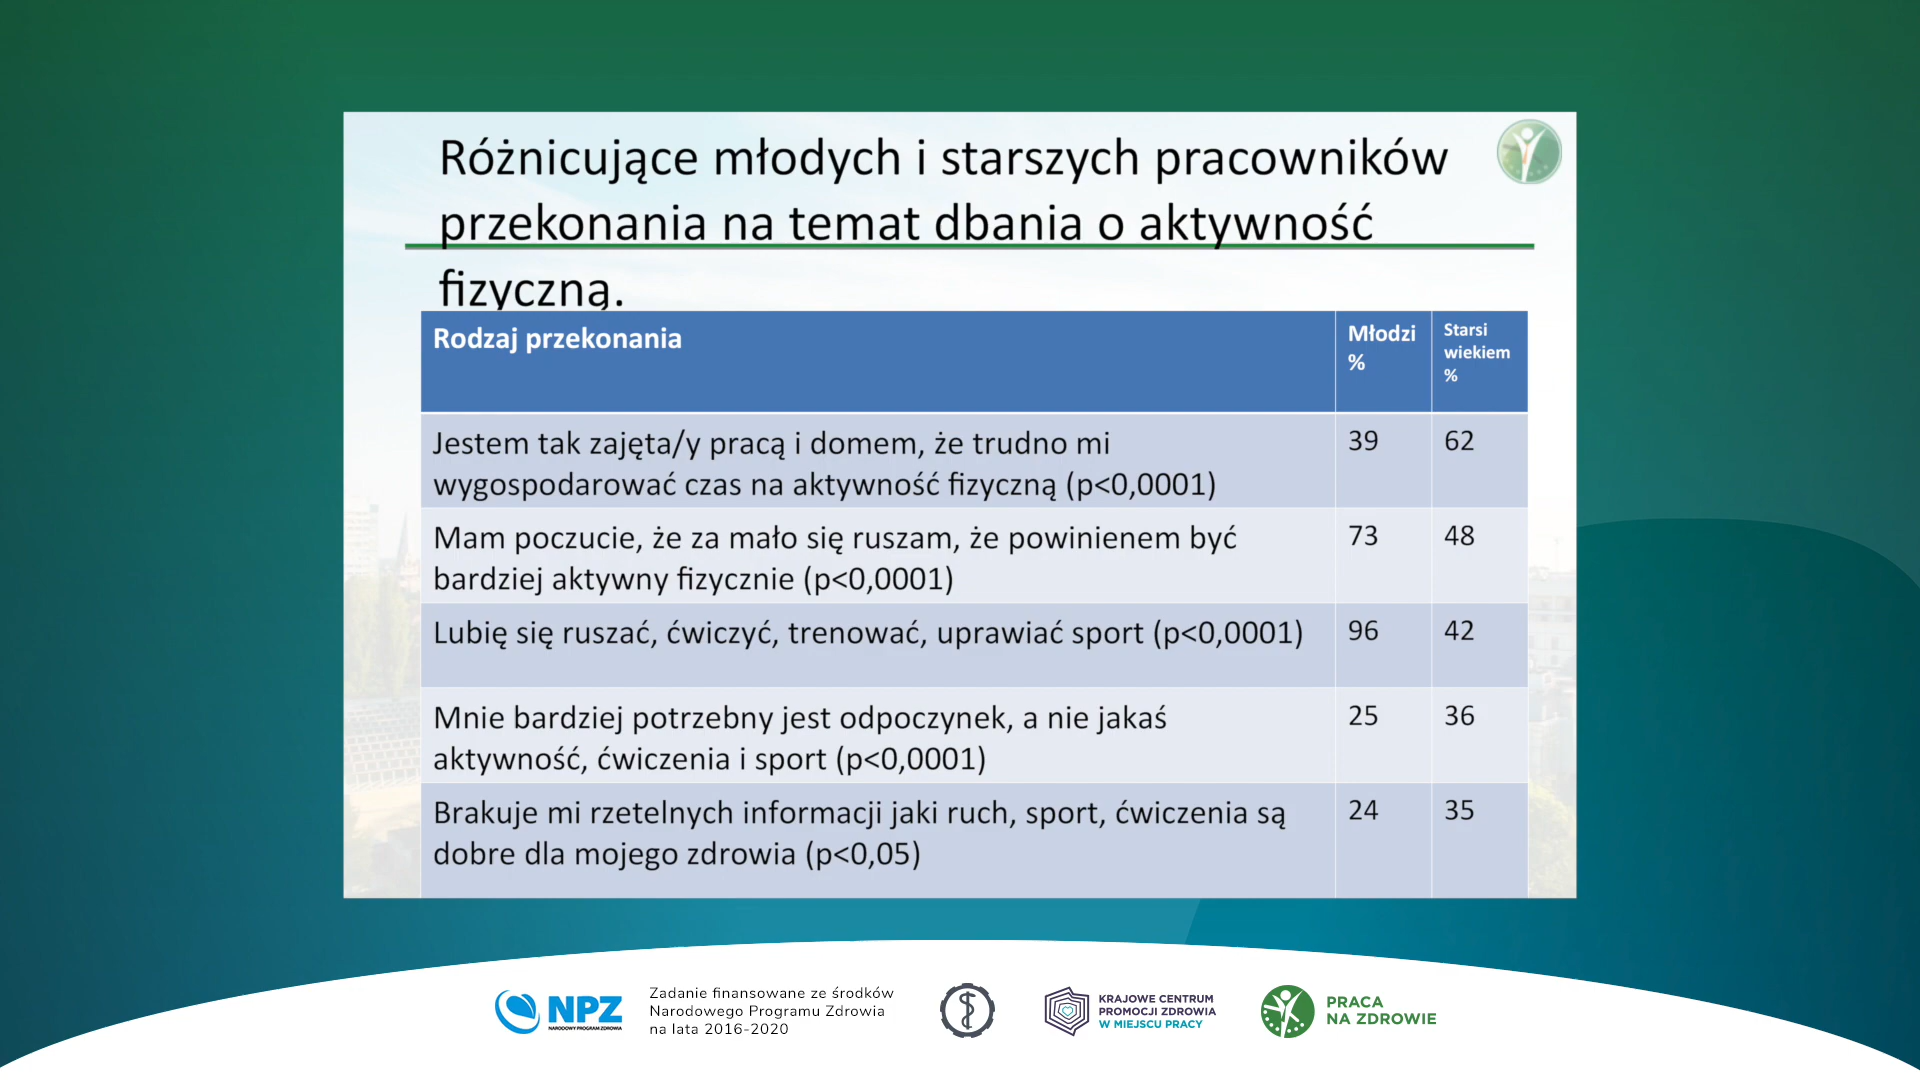 Różnicujące młodych i starszych pracowników
przekonania na temat dbania o aktywność
fizyczną.
Rodzaj przekonania
Młodzi
%
Starsi
wiekiem
%
Jestem tak zajęta/y pracą i domem, że trudno mi
wygospodarować czas na aktywność fizyczną (p<0,0001)
39
62
Mam poczucie, że za mało się ruszam, że powinienem być
bardziej aktywny fizycznie (p<0,0001)
73
48
Lubię się ruszać, ćwiczyć, trenować, uprawiać sport (p<0,0001)
96
42
Mnie bardziej potrzebny jest odpoczynek, a nie jakaś
aktywność, ćwiczenia i sport (p<0,0001)
25
36
Brakuje mi rzetelnych informacji jaki ruch, sport, ćwiczenia są
dobre dla mojego zdrowia (p<0,05)
24
35
NPZ
NARODOWY PROGRAM ZDROWIA
Zadanie finansowane ze środków
Narodowego Programu Zdrowia
na lata 2016-2020
KRAJOWE CENTRUM
PROMOCJI ZDROWIA
W MIEJSCU PRACY
PRACA
NA ZDROWIE